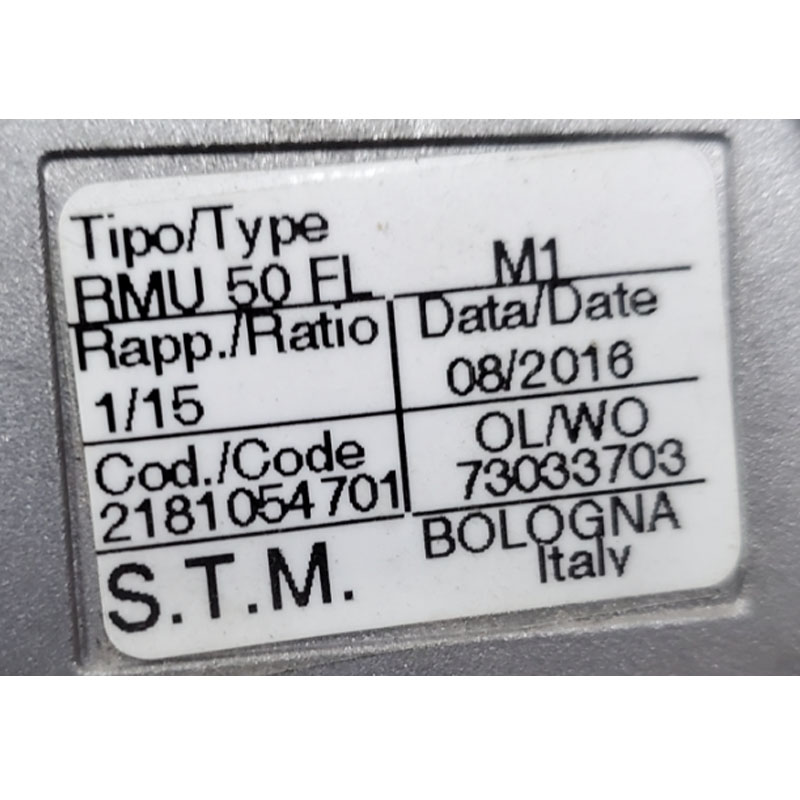 Tipo/Type
RMU 50 FL M1
Rapp./Ratio Data/Date
1/15 08/2016
Cod./Code OL/WO
2181054701 73033703
S.T.M. BOLOGNA
Italy